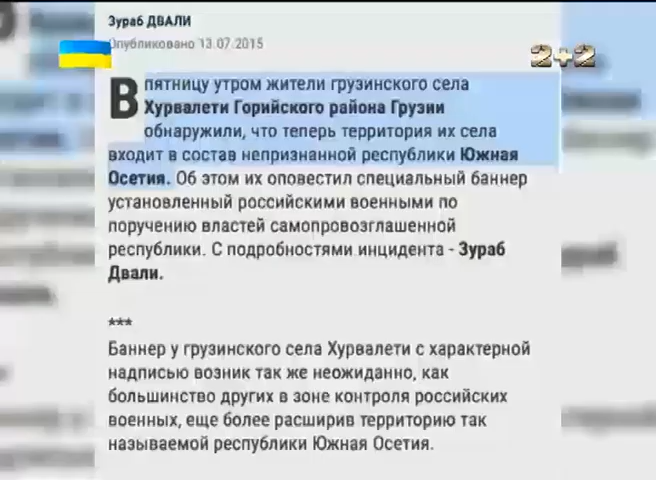 Зураб ДВАЛИ
Опубликовано 13.07.2015
2+2
В пятницу утром жители грузинского села
Хурвалети Горийского района Грузии
обнаружили, что теперь территория их села
входит в состав непризнанной республики Южная
Осетия. Об этом их оповестил специальный баннер
установленный российскими военными по
поручению властей самопровозглашенной
республики. С подробностями инцидента - Зураб
Двали.
***
Баннер у грузинского села Хурвалети с характерной
надписью возник так же неожиданно, как
большинство других в зоне контроля российских
военных, еще более расширив территорию так
называемой республики Южная Осетия.